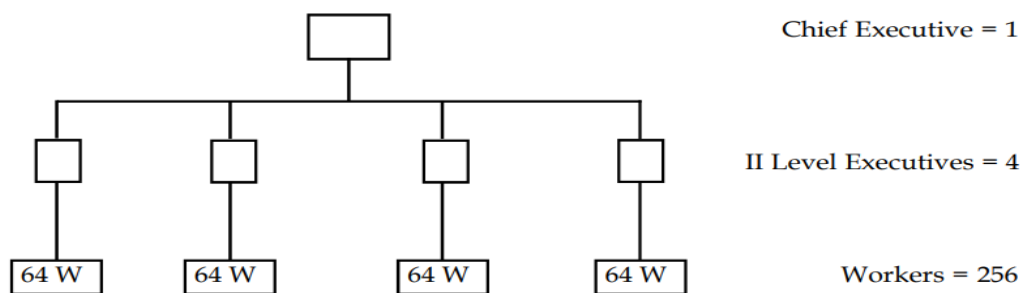 Chief Executive = 1
II Level Executives = 4
64 W 64 W 64 W 64 W Workers = 256